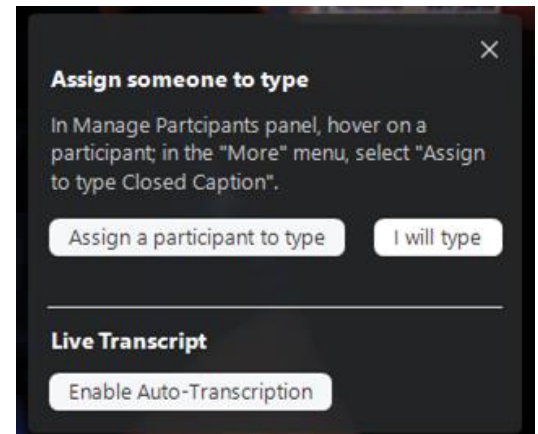 Assign someone to type
In Manage Partcipants panel, hover on a
participant; in the "More" menu, select "Assign
to type Closed Caption".
Assign a participant to type
I will type
Live Transcript
Enable Auto-Transcription